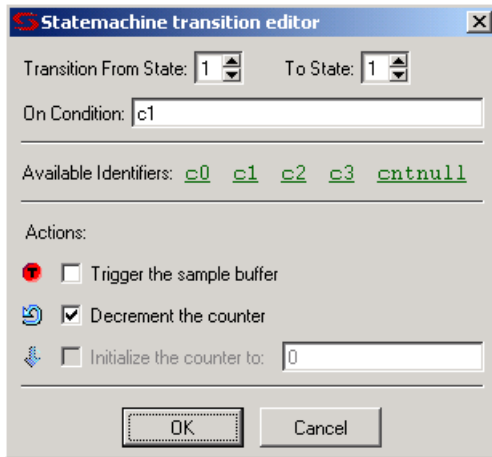 Statemachine transition editor
Transition From State: 1 To State: 1
On Condition: c1
Available Identifiers: c0 c1 c2 c3 cntnull
Actions:
T Trigger the sample buffer
Decrement the counter
Initialize the counter to: 0
OK Cancel